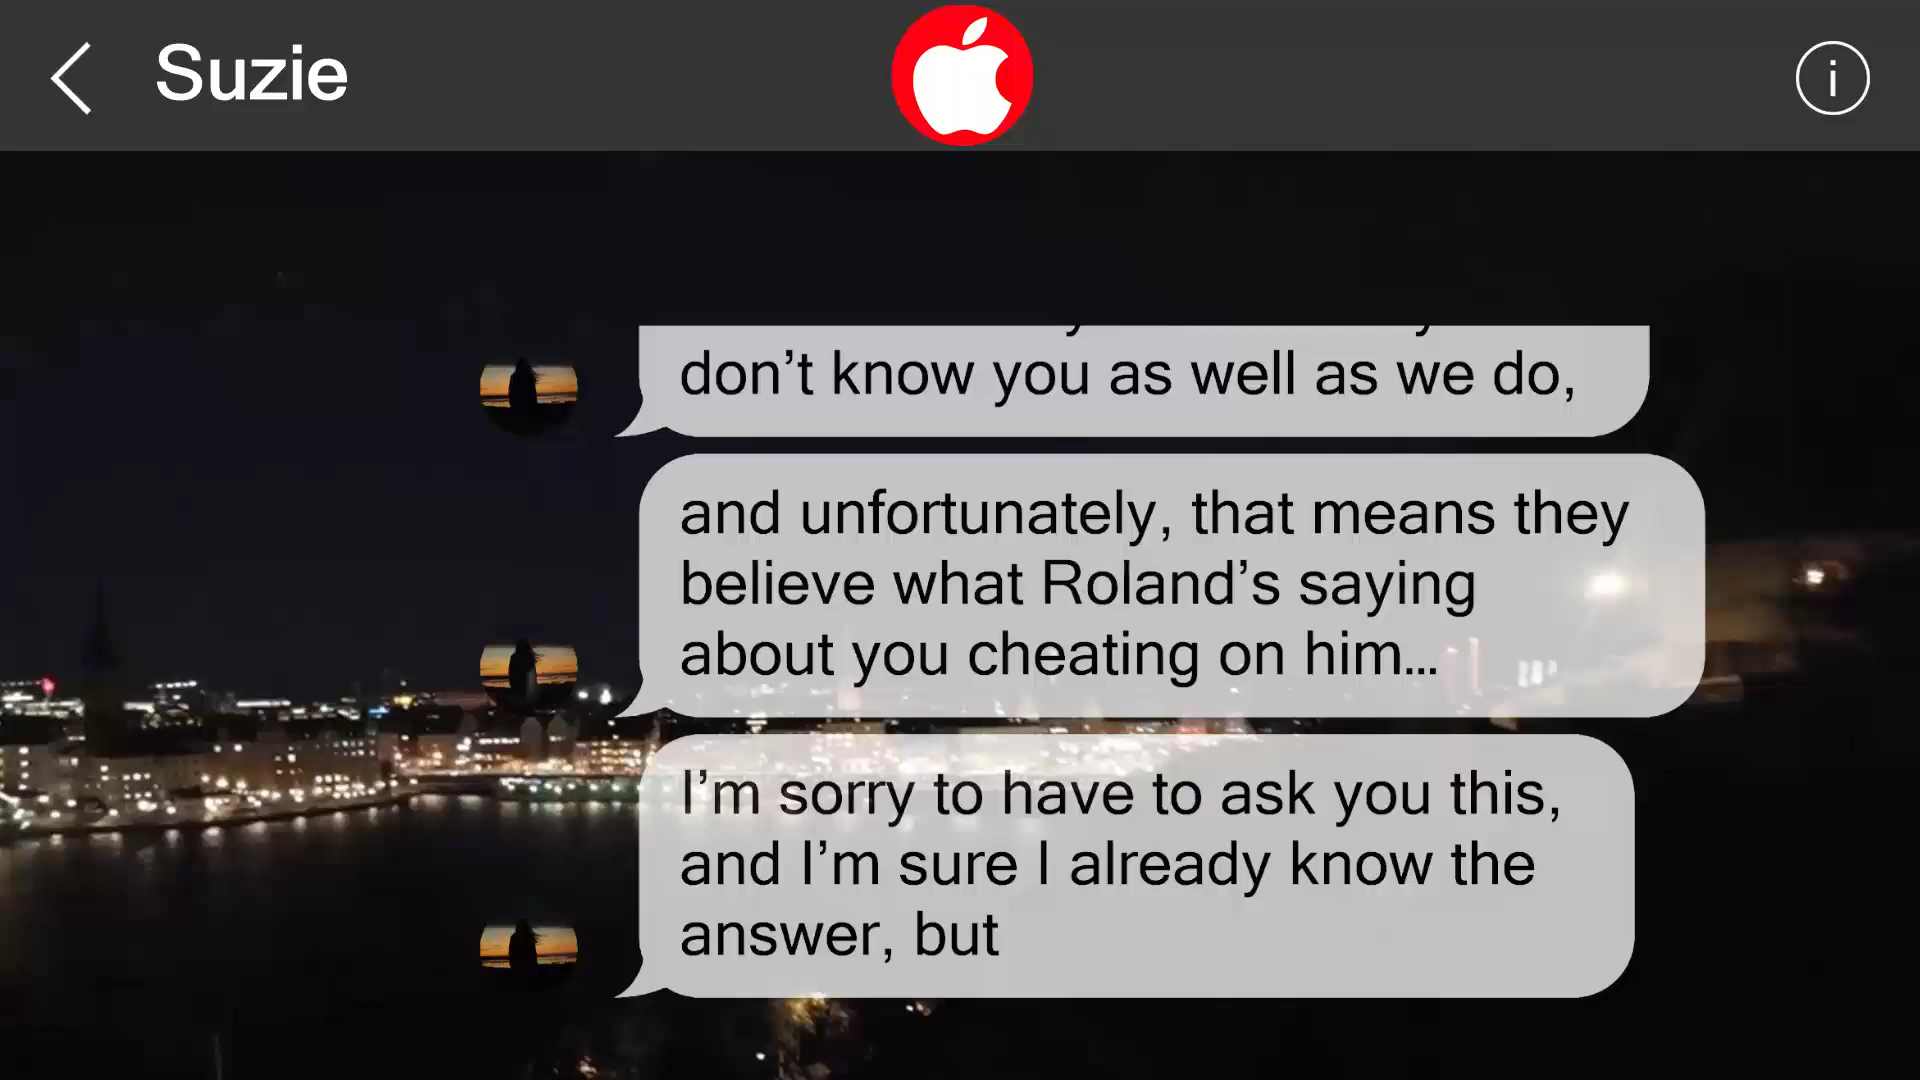 Suzie
i
don’t know you as well as we do,
and unfortunately, that means they
believe what Roland’s saying
about you cheating on him...
I’m sorry to have to ask you this,
and I’m sure I already know the
answer, but